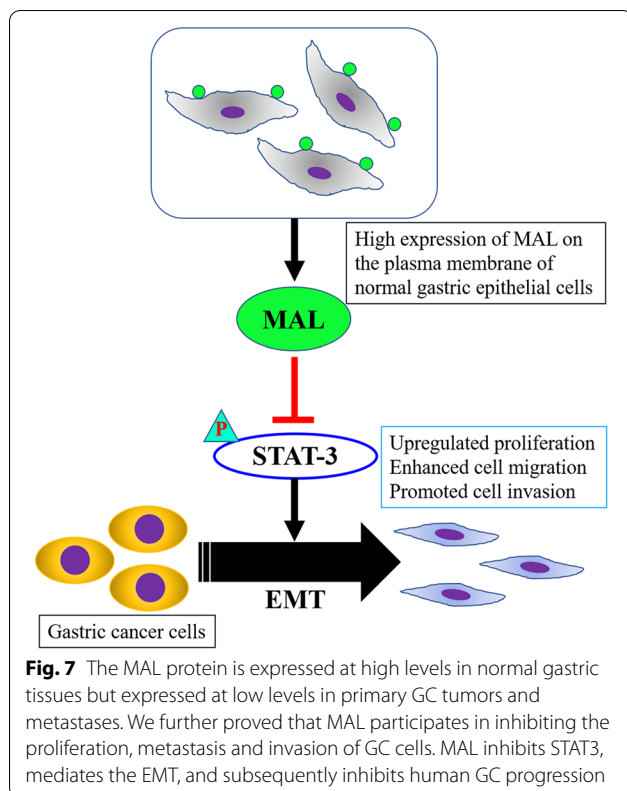 High expression of MAL on
the plasma membrane of
normal gastric epithelial cells
MAL
P
STAT-3
Upregulated proliferation
Enhanced cell migration
Promoted cell invasion
EMT
Gastric cancer cells
Fig. 7 The MAL protein is expressed at high levels in normal gastric
tissues but expressed at low levels in primary GC tumors and
metastases. We further proved that MAL participates in inhibiting the
proliferation, metastasis and invasion of GC cells. MAL inhibits STAT3,
mediates the EMT, and subsequently inhibits human GC progression